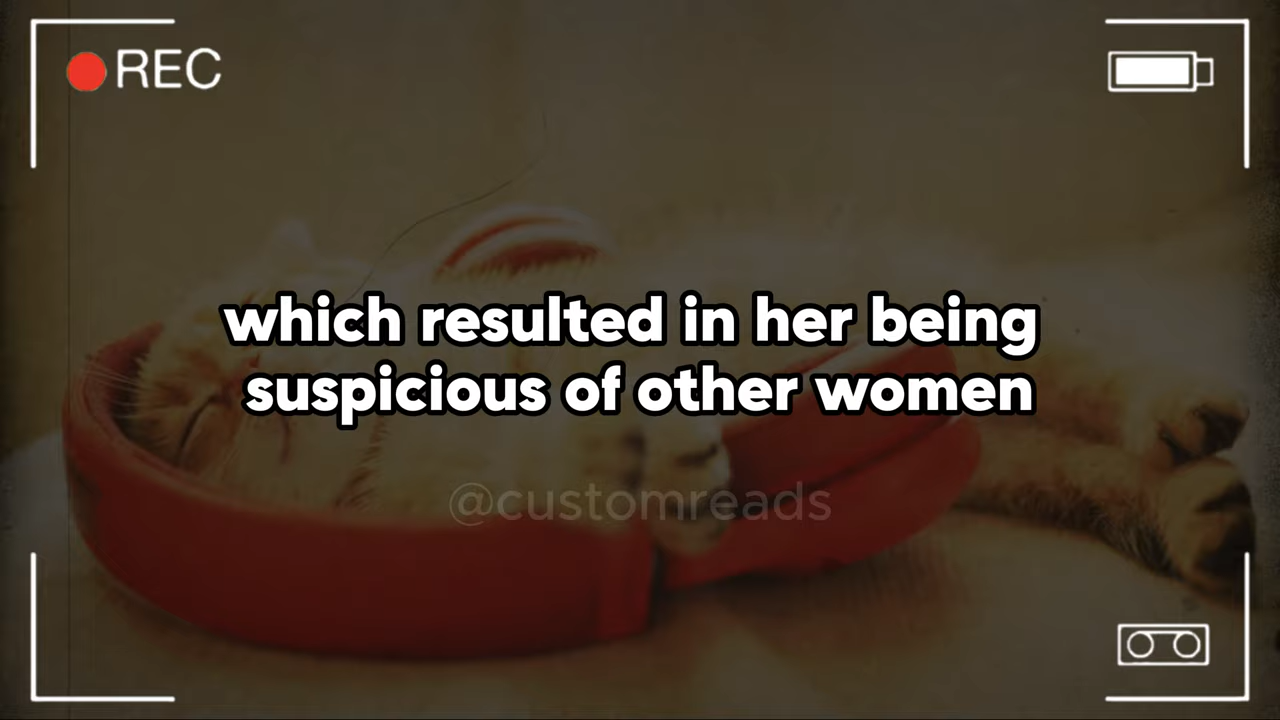 REC
which resulted in her being
suspicious of other women
@customreads